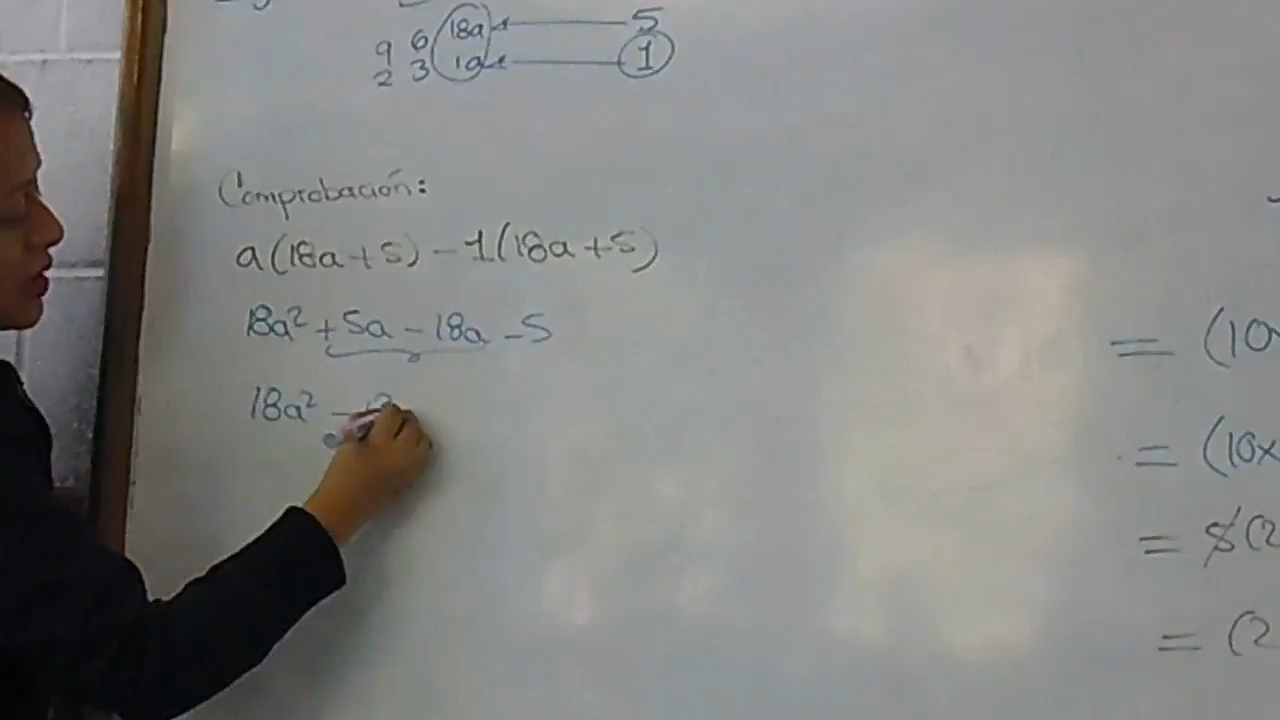 6 18a 5
9
3 1a 1
2
Comprobación:
a(18a+5) - 1(18a+5)
18a² + 5a - 18a - 5
18a² -
= (10
= (10x
= 5(2
= (2